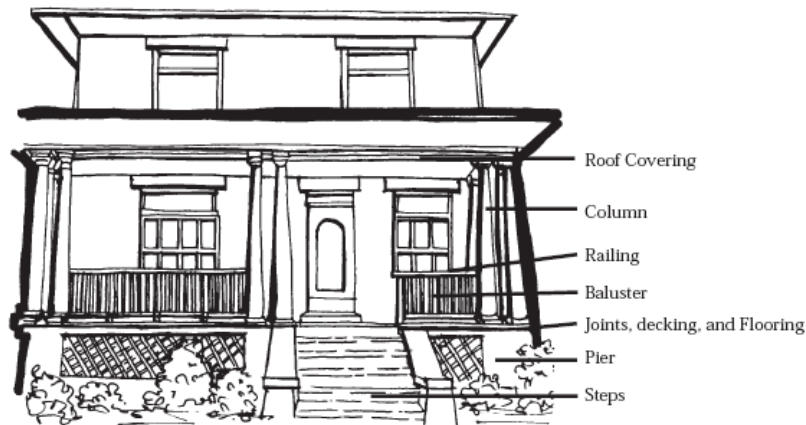 Roof Covering
Column
Railing
Baluster
Joints, decking, and Flooring
Pier
Steps